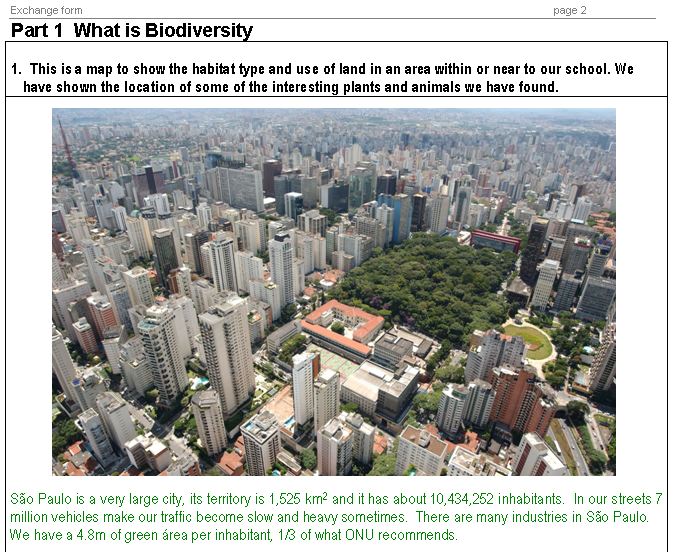 Exchange form page 2
Part 1 What is Biodiversity
1. This is a map to show the habitat type and use of land in an area within or near to our school. We
have shown the location of some of the interesting plants and animals we have found.
São Paulo is a very large city, its territory is 1,525 km² and it has about 10,434,252 inhabitants. In our streets 7
million vehicles make our traffic become slow and heavy sometimes. There are many industries in São Paulo.
We have a 4.8m of green área per inhabitant, 1/3 of what ONU recommends.